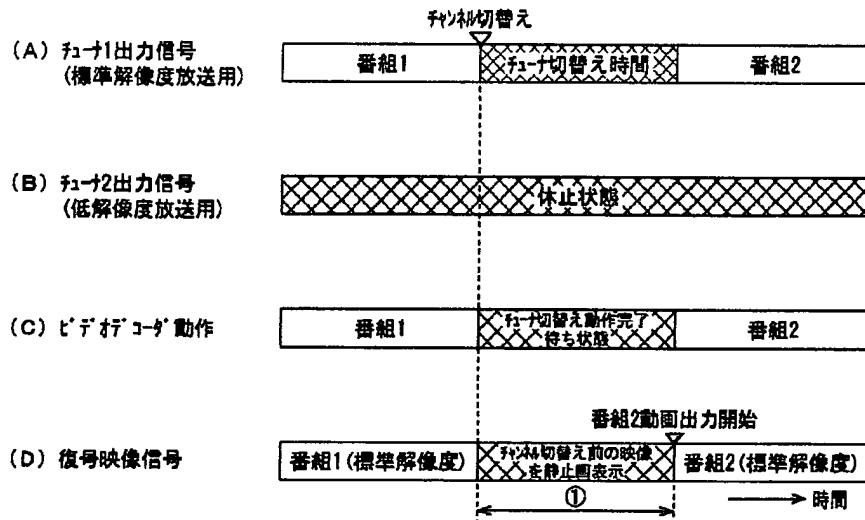 チャンネル切替え
(A) チューナ1出力信号
(標準解像度放送用)
番組1
チューナ切替え時間
番組2
(B) チューナ2出力信号
(低解像度放送用)
休止状態
(C) ビデオデコーダ動作
番組1
チューナ切替え動作完了
待ち状態
番組2
番組2動画出力開始
(D) 復号映像信号
番組1(標準解像度)
チャンネル切替え前の映像
を静止画表示
番組2(標準解像度)
①
時間